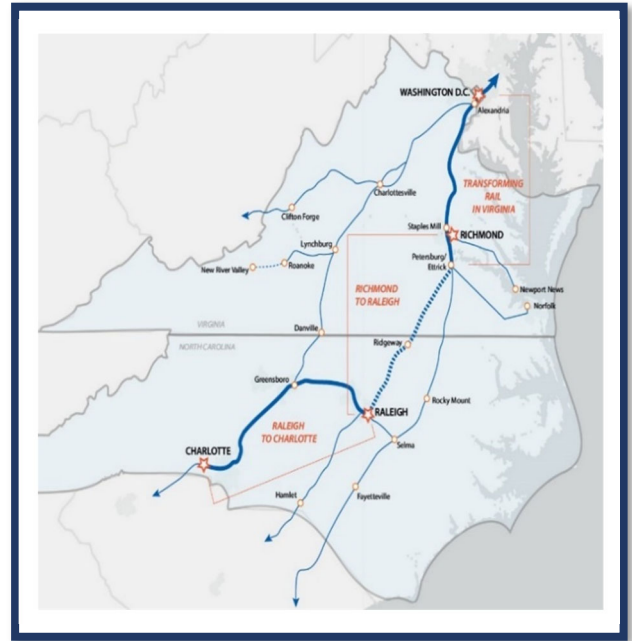 WASHINGTON D.C.
Alexandria
Charlottesville
TRANSFORMING
RAIL
IN VIRGINIA
Clifton Forge
Staples Mill
RICHMOND
Lynchburg
Petersburg/
Ettrick
New River Valley
Roanoke
RICHMOND
TO RALEIGH
Newport News
Norfolk
VIRGINIA
Danville
NORTH CAROLINA
Ridgeway
Greensboro
Rocky Mount
RALEIGH
RALEIGH
TO CHARLOTTE
Selma
CHARLOTTE
Hamlet
Fayetteville